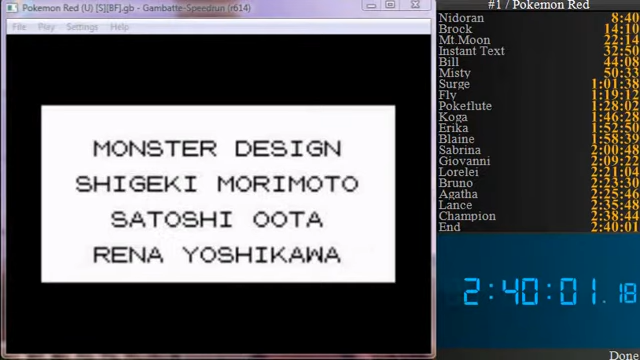 Pokemon Red (U) [S][BF].gb - Gambatte-Speedrun (r614)
File Play Settings Help
MONSTER DESIGN
SHIGEKI MORIMOTO
SATOSHI OOTA
RENA YOSHIKAWA
#1 / Pokemon Red
Nidoran 8:40
Brock 14:10
Mt.Moon 22:14
Instant Text 32:50
Bill 44:08
Misty 50:33
Surge 1:01:38
Fly 1:19:12
Pokeflute 1:28:02
Koga 1:46:28
Erika 1:52:50
Blaine 1:58:39
Sabrina 2:00:48
Giovanni 2:09:22
Lorelei 2:21:04
Bruno 2:23:30
Agatha 2:25:46
Lance 2:35:48
Champion 2:38:44
End 2:40:01
2:40:01.18
Done